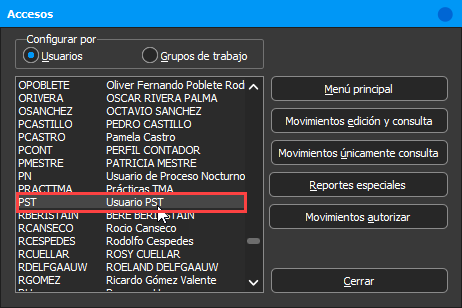 Accesos
Configurar por
Usuarios
Grupos de trabajo
OPOBLETE Oliver Fernando Poblete Rod
ORIVERA OSCAR RIVERA PALMA
OSANCHEZ OCTAVIO SANCHEZ
PCASTILLO PEDRO CASTILLO
PCASTRO Pamela Castro
PCONT PERFIL CONTADOR
PMESTRE PATRICIA MESTRE
PN Usuario de Proceso Nocturno
PRACTTMA Prácticas TMA
PST Usuario PST
RBERISTAIN BERE BERISTAIN
RCANSECO Rocio Canseco
RCESPEDES Rodolfo Cespedes
RCUELLAR ROSY CUELLAR
RDELFGAAUW ROELAND DELFGAAUW
RGOMEZ Ricardo Gómez Valente
Menú principal
Movimientos edición y consulta
Movimientos únicamente consulta
Reportes especiales
Movimientos autorizar
Cerrar